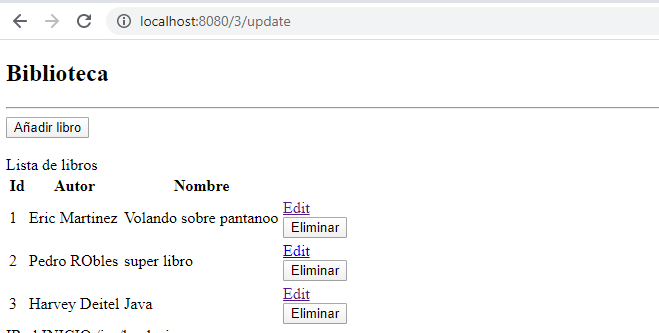 localhost:8080/3/update
Biblioteca
Añadir libro
Lista de libros
Id Autor Nombre
1 Eric Martinez Volando sobre pantanoo Edit
Eliminar
2 Pedro RObles super libro Edit
Eliminar
3 Harvey Deitel Java Edit
Eliminar